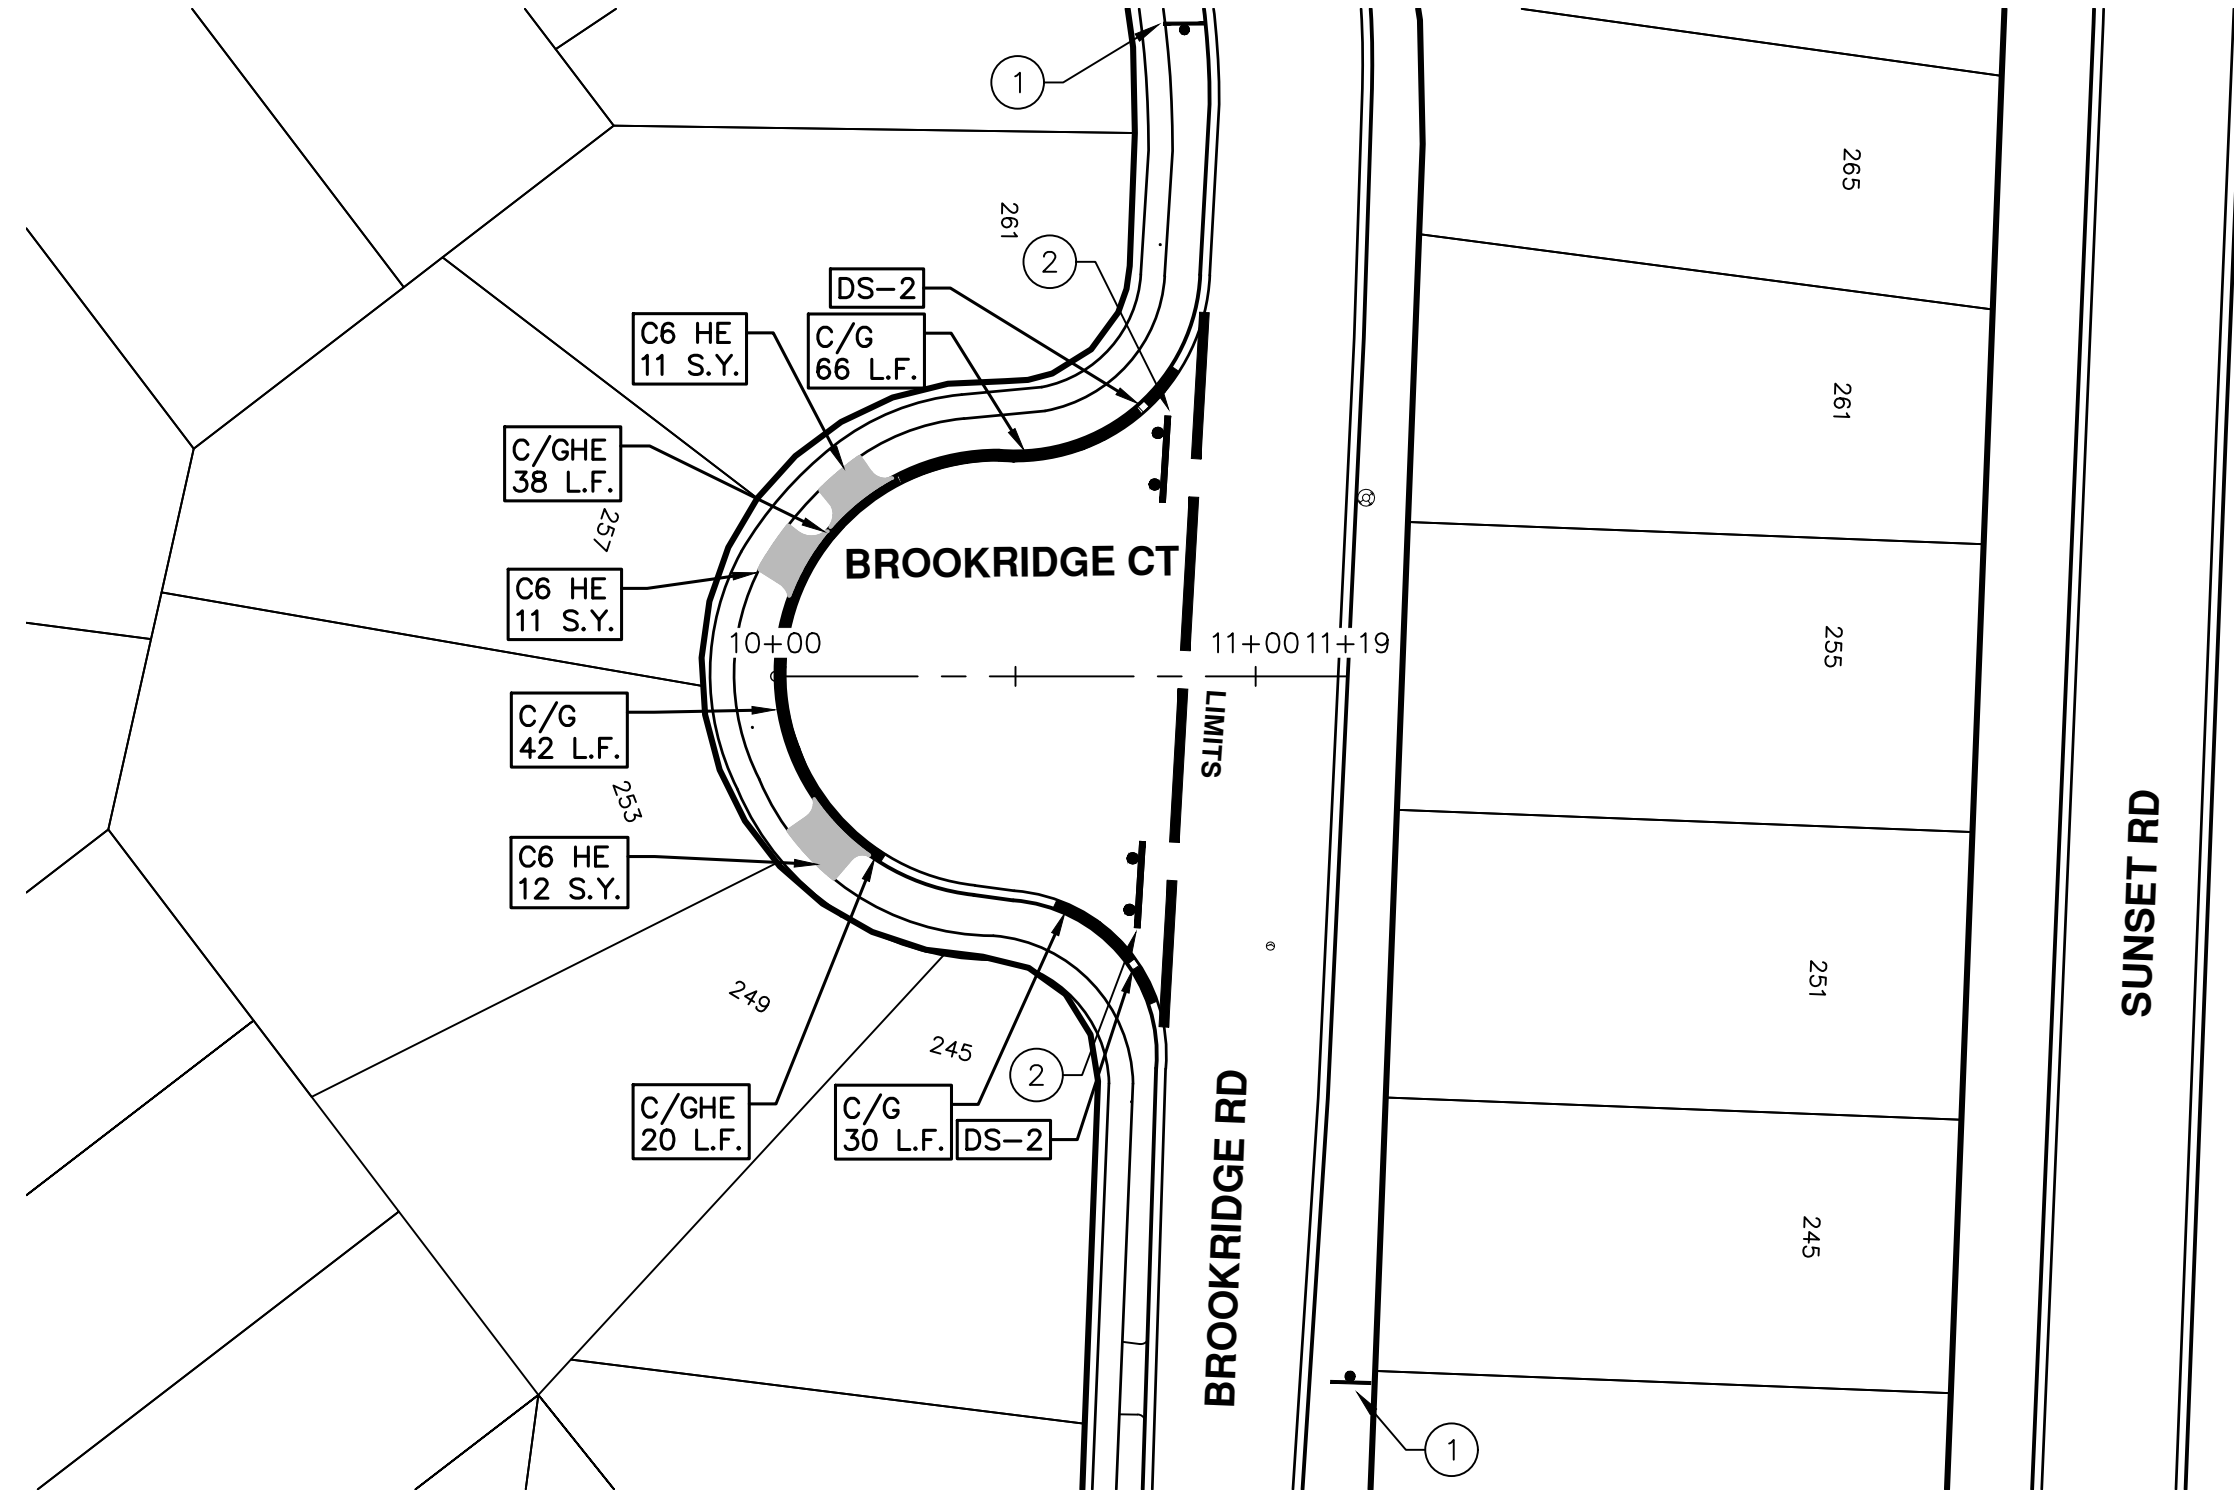 1
265
261
2
DS-2
C6 HE
11 S.Y.
C/G
66 L.F.
261
C/GHE
38 L.F.
257
BROOKRIDGE CT
C6 HE
11 S.Y.
10+00
11+00
11+19
255
LIMITS
C/G
42 L.F.
253
C6 HE
12 S.Y.
SUNSET RD
249
245
251
2
C/GHE
20 L.F.
C/G
30 L.F.
DS-2
BROOKRIDGE RD
245
1